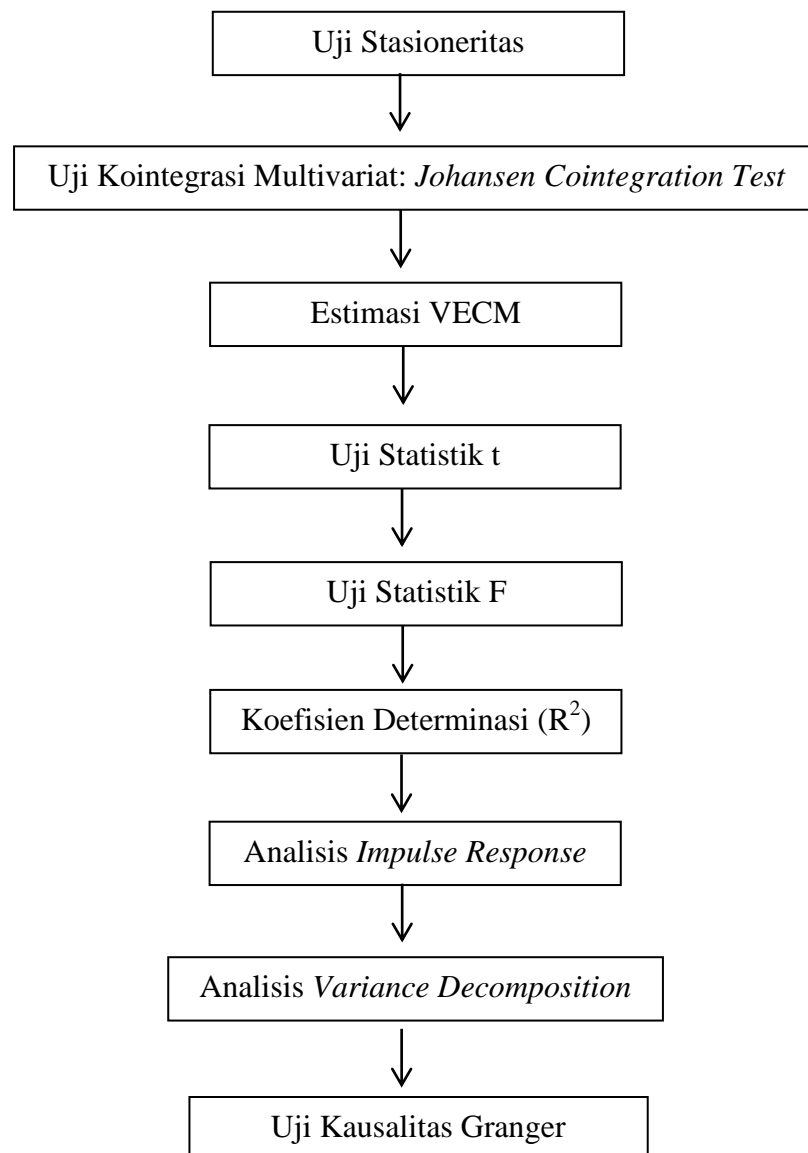 Uji Stasioneritas
Uji Kointegrasi Multivariat: Johansen Cointegration Test
Estimasi VECM
Uji Statistik t
Uji Statistik F
Koefisien Determinasi (R²)
Analisis Impulse Response
Analisis Variance Decomposition
Uji Kausalitas Granger